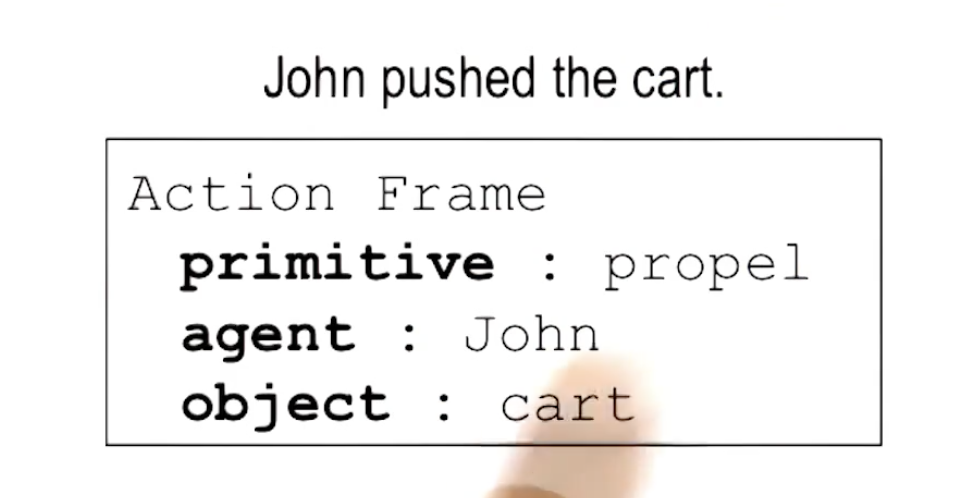 John pushed the cart.
Action Frame
primitive : propel
agent : John
object : cart